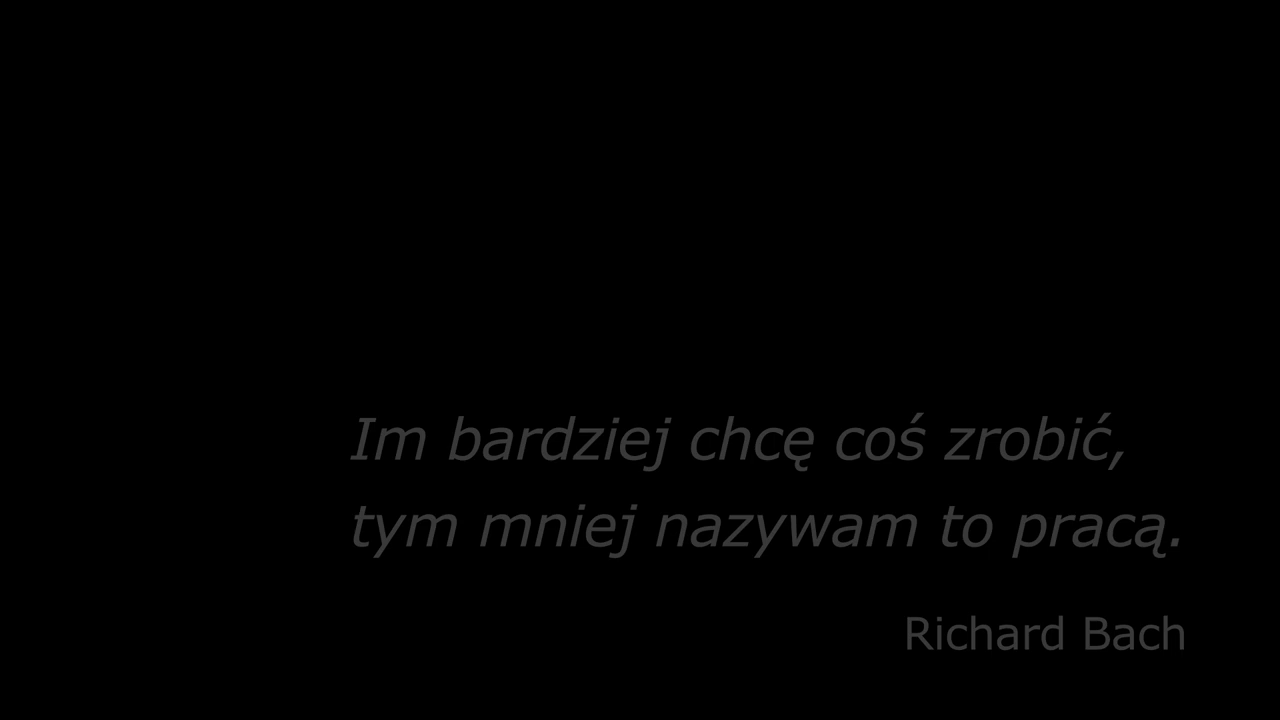 Im bardziej chcę coś zrobić,
tym mniej nazywam to pracą.
Richard Bach